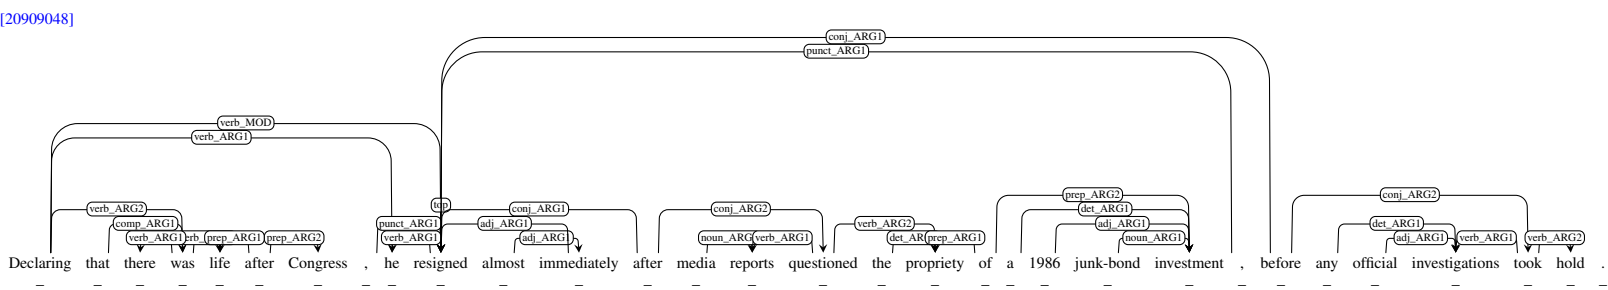 [20909048]
conj_ARG1
punct_ARG1
verb_MOD
verb_ARG1
prep_ARG2 conj_ARG2
top
verb_ARG2 conj_ARG1 conj_ARG2 det_ARG1
punct_ARG1
comp_ARG1 adj_ARG1 verb_ARG2 adj_ARG1 det_ARG1
verb_ARG1 prep_ARG1 prep_ARG2 verb_ARG1 adj_ARG1 verb_ARG1 prep_ARG1 noun_ARG1 adj_ARG1 verb_ARG1 verb_ARG2
Declaring that there was life after Congress , he resigned almost immediately after media reports questioned the propriety of a 1986 junk-bond investment , before any official investigations took hold .